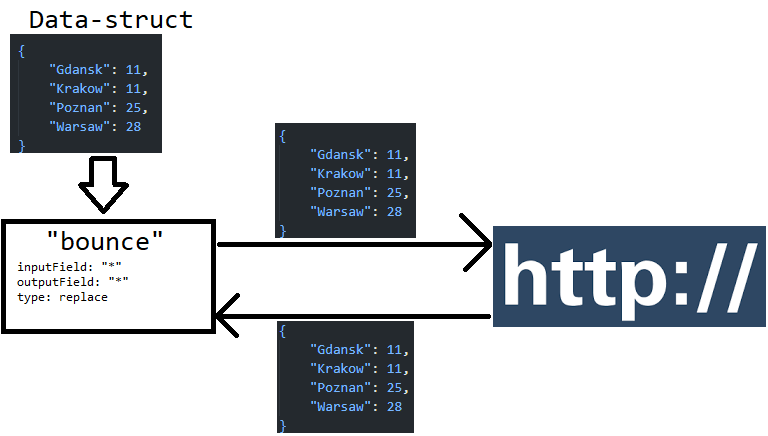 Data-struct
{
"Gdansk": 11,
"Krakow": 11,
"Poznan": 25,
"Warsaw": 28
}
{
"Gdansk": 11,
"Krakow": 11,
"Poznan": 25,
"Warsaw": 28
}
"bounce"
inputField: "*"
outputField: "*"
type: replace
http://
{
"Gdansk": 11,
"Krakow": 11,
"Poznan": 25,
"Warsaw": 28
}